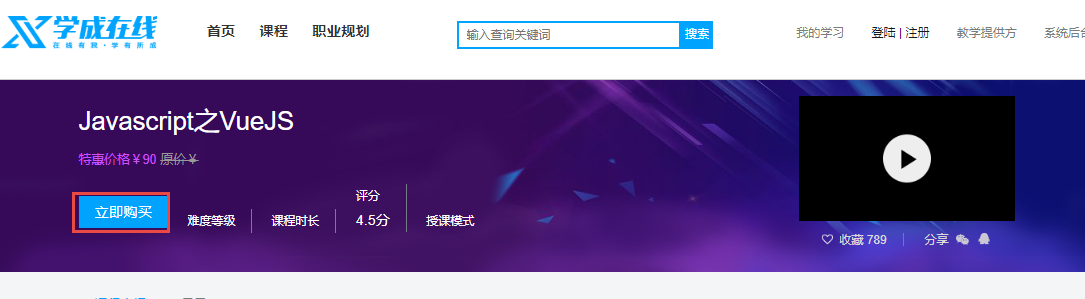 学成在线
在线有我·学有所成
首页 课程 职业规划
输入查询关键词 搜索
我的学习 登陆 | 注册 教学提供方 系统后台
Javascript之VueJS
特惠价格￥90 原价￥
立即购买
难度等级 课程时长
评分
4.5分
授课模式
收藏 789 分享